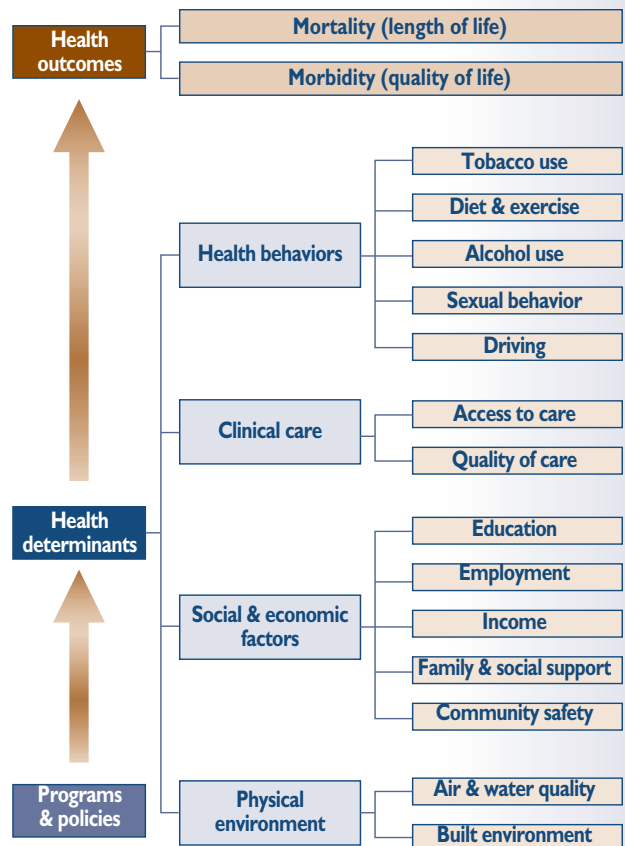 Health
outcomes
Mortality (length of life)
Morbidity (quality of life)
Health
determinants
Health behaviors
Tobacco use
Diet & exercise
Alcohol use
Sexual behavior
Driving
Clinical care
Access to care
Quality of care
Social & economic
factors
Education
Employment
Income
Family & social support
Community safety
Physical
environment
Air & water quality
Built environment
Programs
& policies